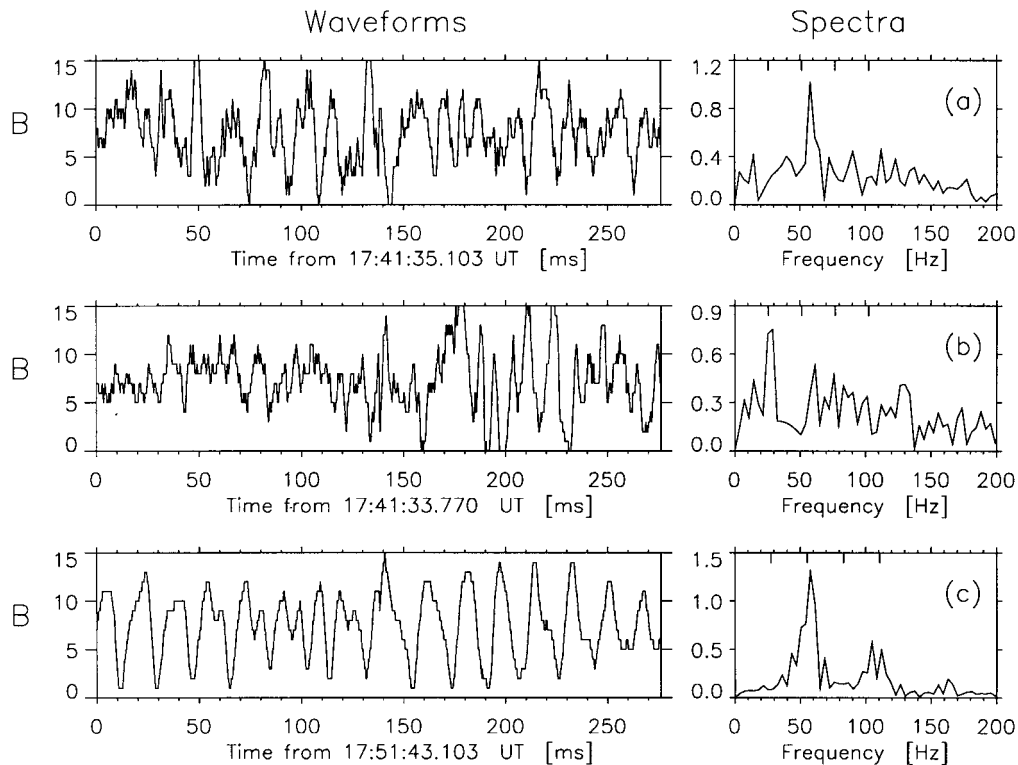 Waveforms Spectra
15 10 5 0
B
0 50 100 150 200 250
Time from 17:41:35.103 UT [ms]
1.2 0.8 0.4 0.0
(a)
0 50 100 150 200
Frequency [Hz]
15 10 5 0
B
0 50 100 150 200 250
Time from 17:41:33.770 UT [ms]
0.9 0.6 0.3 0.0
(b)
0 50 100 150 200
Frequency [Hz]
15 10 5 0
B
0 50 100 150 200 250
Time from 17:51:43.103 UT [ms]
1.5 1.0 0.5 0.0
(c)
0 50 100 150 200
Frequency [Hz]